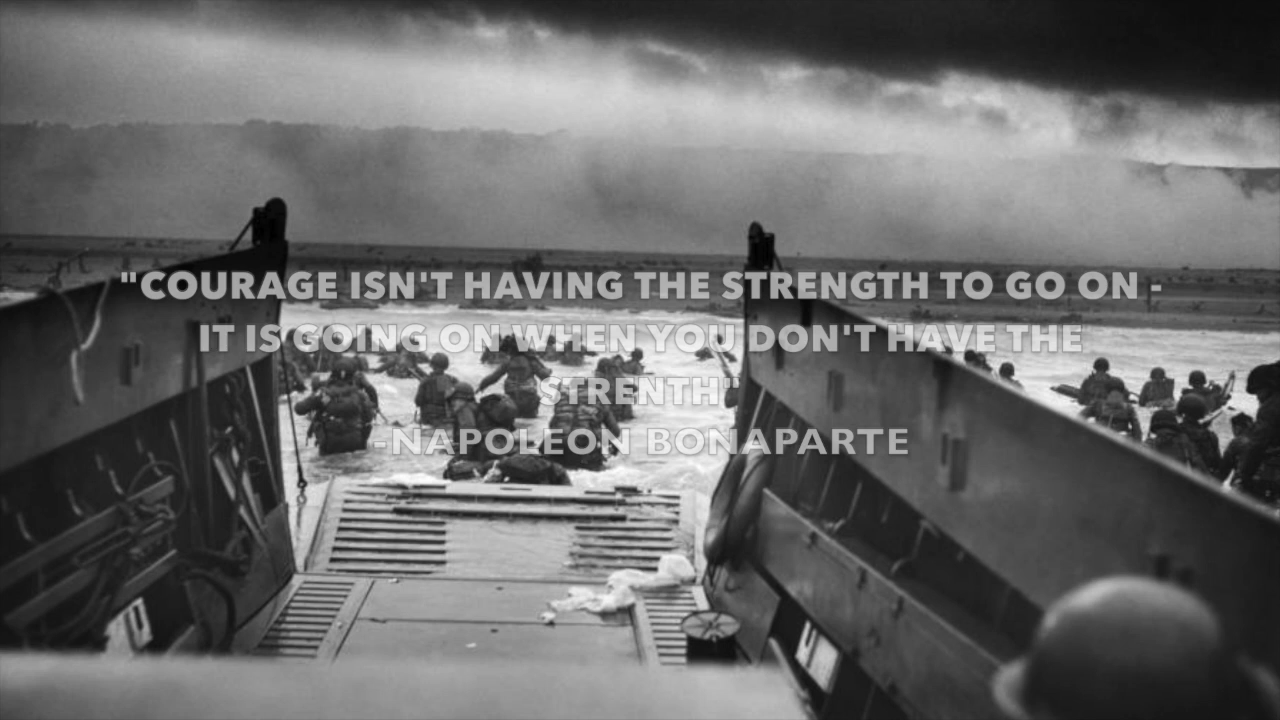 "COURAGE ISN'T HAVING THE STRENGTH TO GO ON -
IT IS GOING ON WHEN YOU DON'T HAVE THE
STRENTH"
-NAPOLEON BONAPARTE